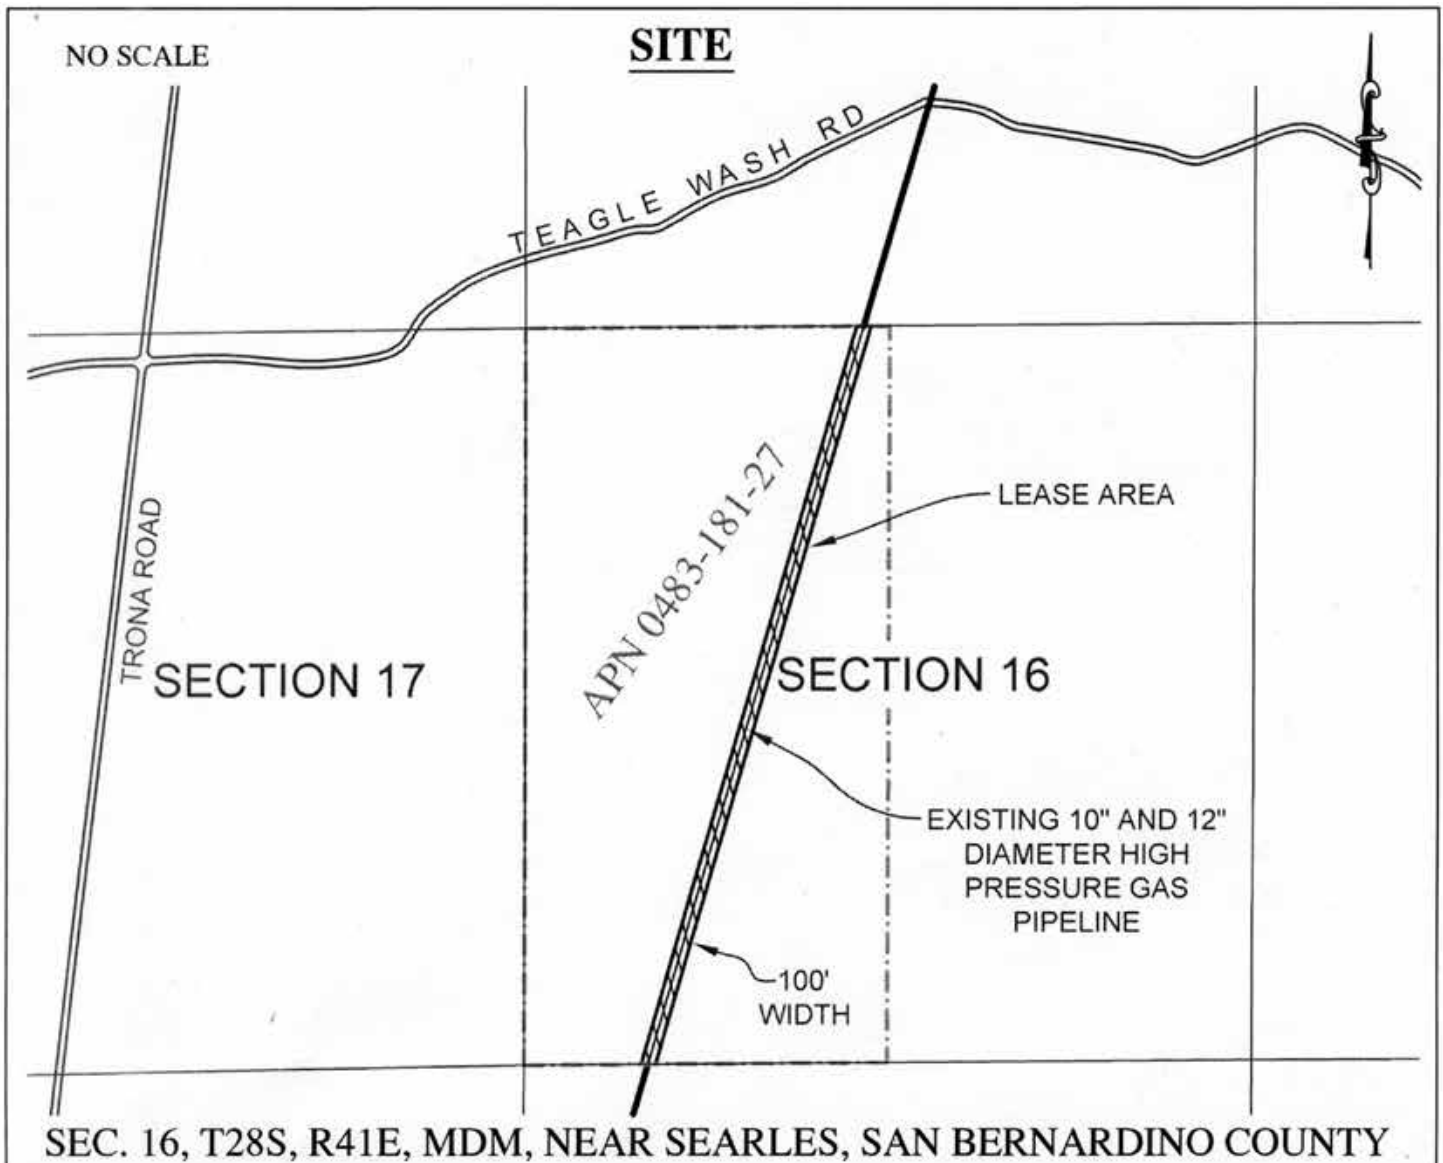 NO SCALE
SITE
TEAGLE WASH RD
TRONA ROAD
APN 0483-181-27
LEASE AREA
SECTION 17
SECTION 16
EXISTING 10" AND 12"
DIAMETER HIGH
PRESSURE GAS
PIPELINE
100'
WIDTH
SEC. 16, T28S, R41E, MDM, NEAR SEARLES, SAN BERNARDINO COUNTY